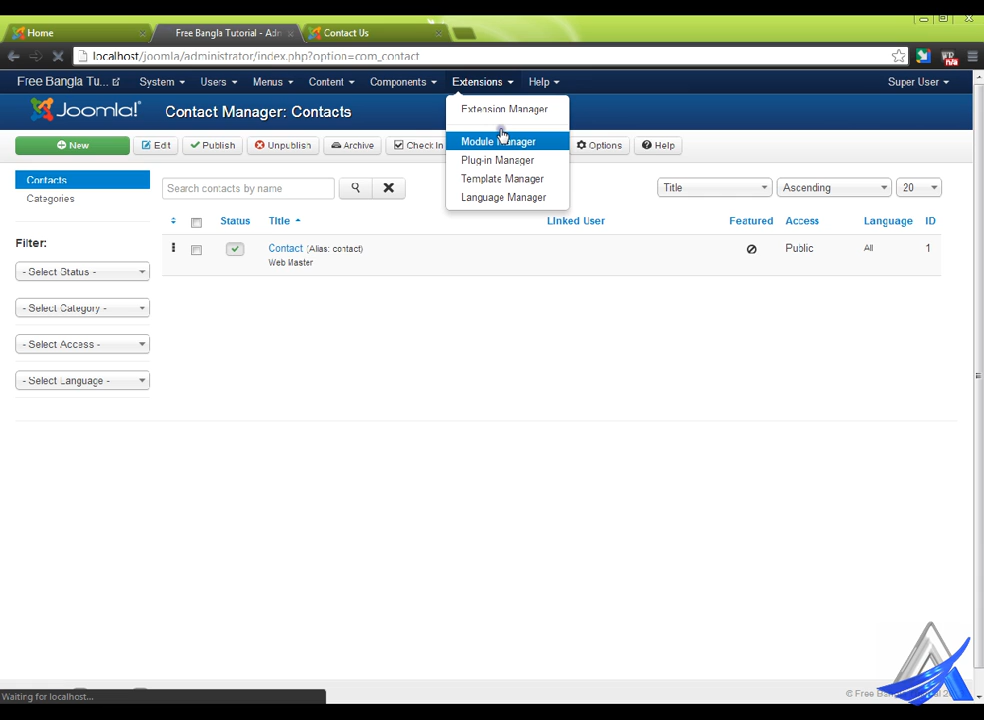 Home
Free Bangla Tutorial - Adm
Contact Us
localhost/joomla/administrator/index.php?option=com_contact
Free Bangla Tu... System Users Menus Content Components Extensions Help Super User
Joomla! Contact Manager: Contacts
Extension Manager
Module Manager
Plug-in Manager
Template Manager
Language Manager
New Edit Publish Unpublish Archive Check In Options Help
Contacts
Categories
Search contacts by name
Title Ascending 20
Status Title Linked User Featured Access Language ID
Contact (Alias: contact) Public All 1
Web Master
Filter:
- Select Status -
- Select Category -
- Select Access -
- Select Language -
Waiting for localhost...
© Free